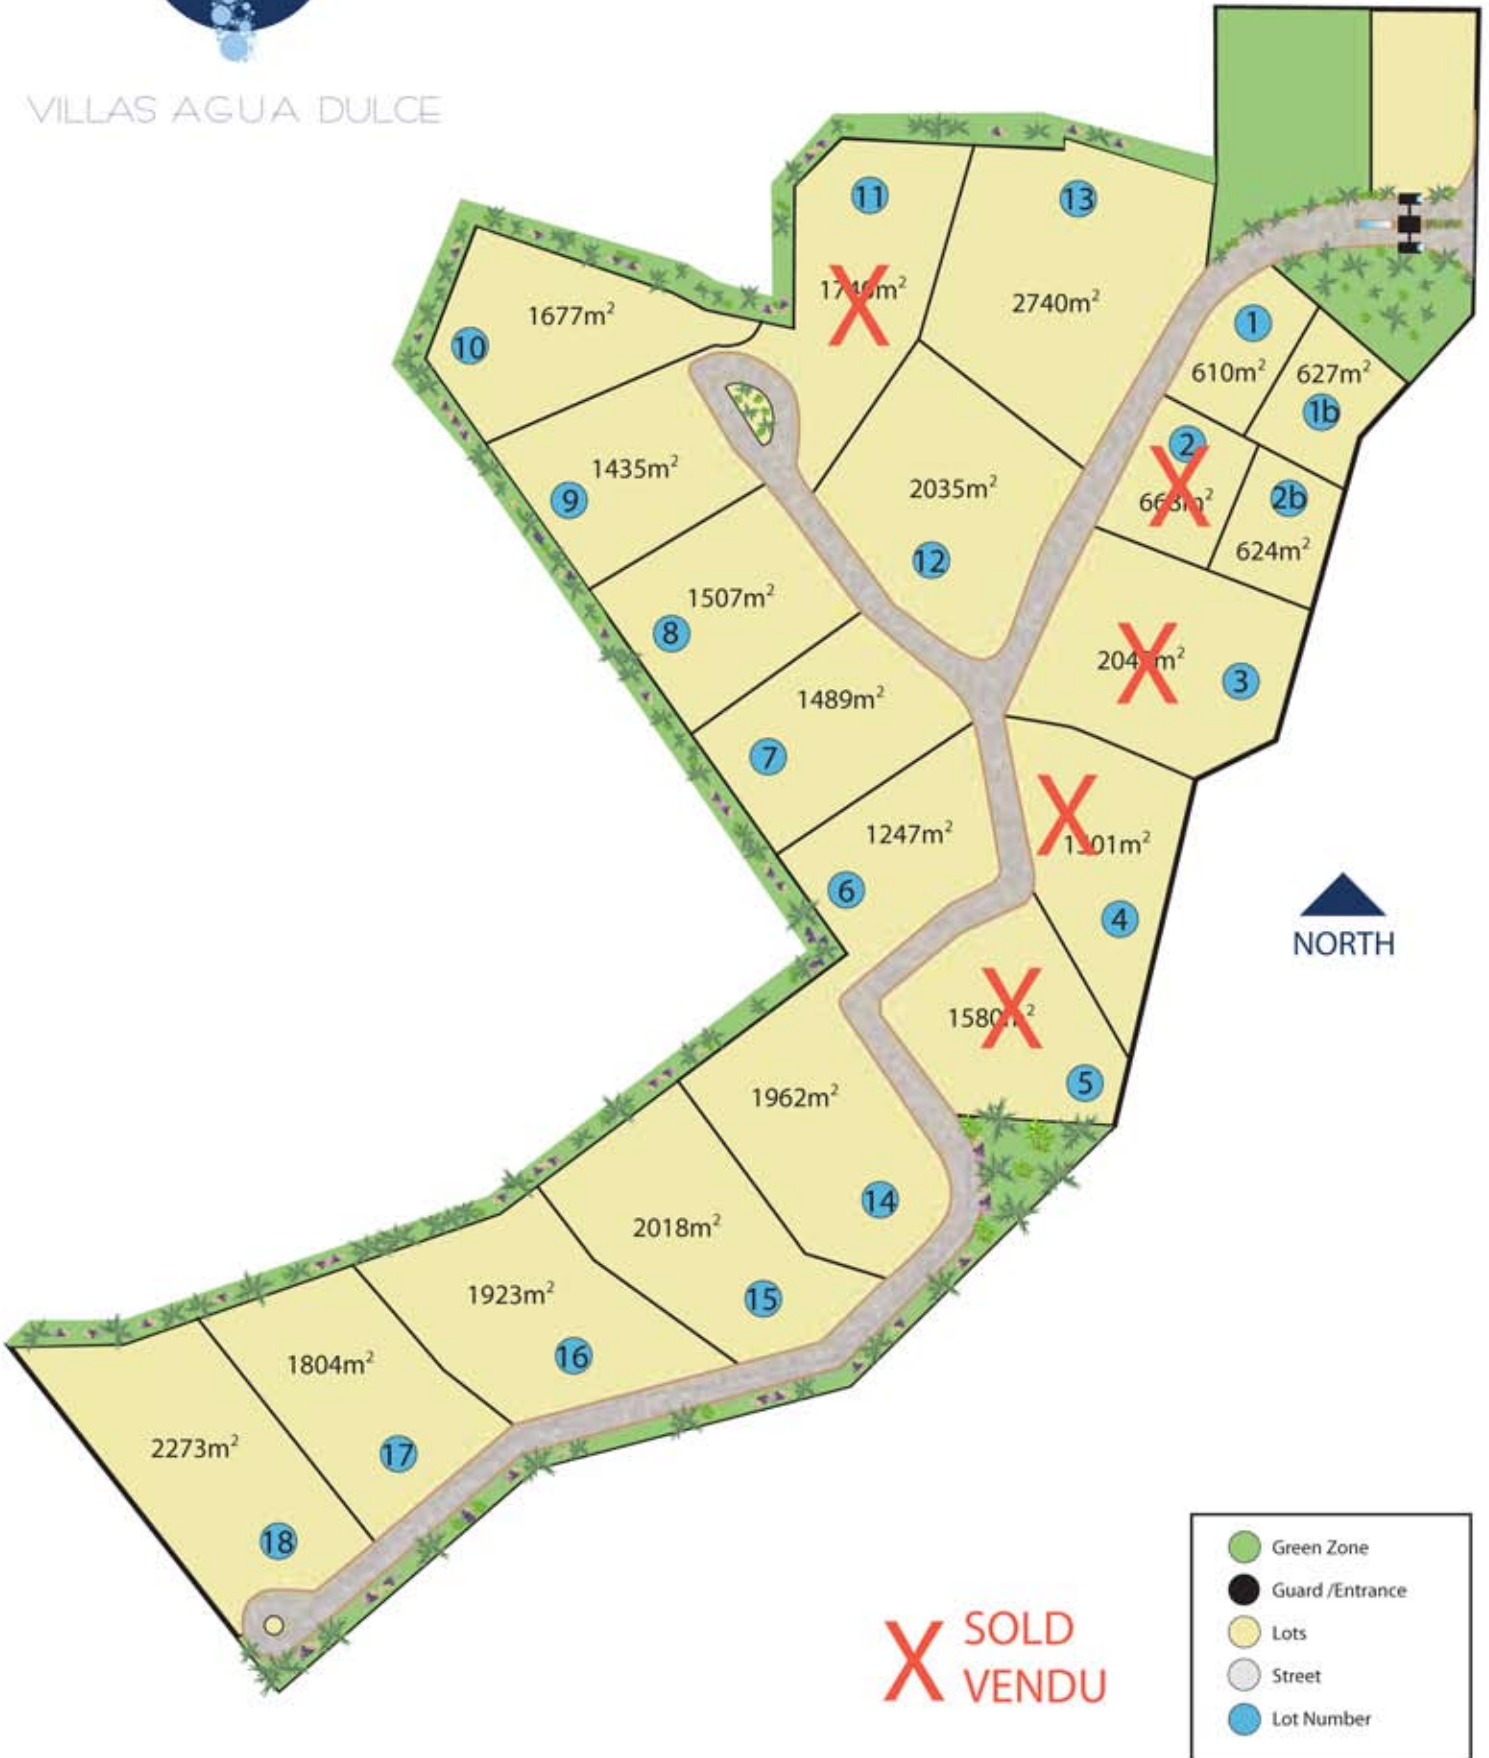 VILLAS AGUA DULCE
11
13
1677m²
2740m²
10
1
610m²
627m²
1b
2
1435m²
9
2035m²
2b
12
624m²
1507m²
8
3
1489m²
7
1247m²
6
4
NORTH
5
1962m²
14
2018m²
15
1923m²
16
1804m²
17
2273m²
18
X SOLD
VENDU
Green Zone
Guard /Entrance
Lots
Street
Lot Number